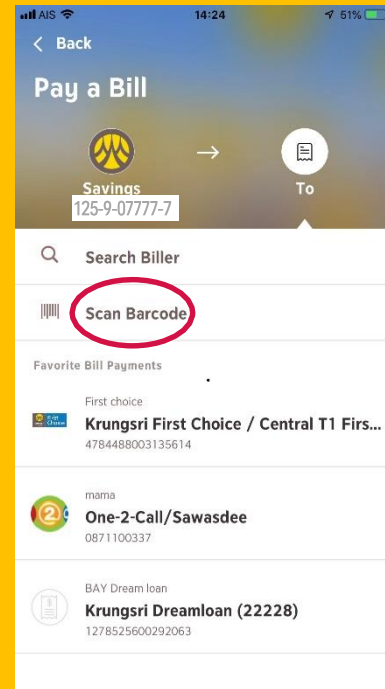 AIS 14:24 51%
Back
Pay a Bill
Savings To
125-9-07777-7
Search Biller
Scan Barcode
Favorite Bill Payments
First choice
Krungsri First Choice / Central T1 Firs...
4784488003135614
mama
One-2-Call/Sawasdee
0871100337
BAY Dream loan
Krungsri Dreamloan (22228)
1278525600292063